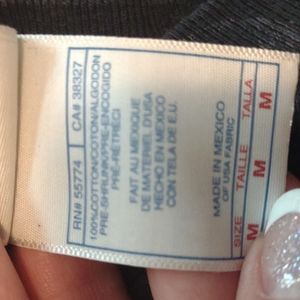 RN# 55774 | CA# 38327
100%COTTON/COTTON/ALGODON
PRE-SHRUNK/PRE-ENCOGIDO
PRÉ-RÉTRÉCI
FAIT AU MEXIQUE
DE MATERIEL D'USA
HECHO EN MEXICO
CON TELA DE E.U.
MADE IN MEXICO
OF USA FABRIC
SIZE TAILLE TALLA
M M M